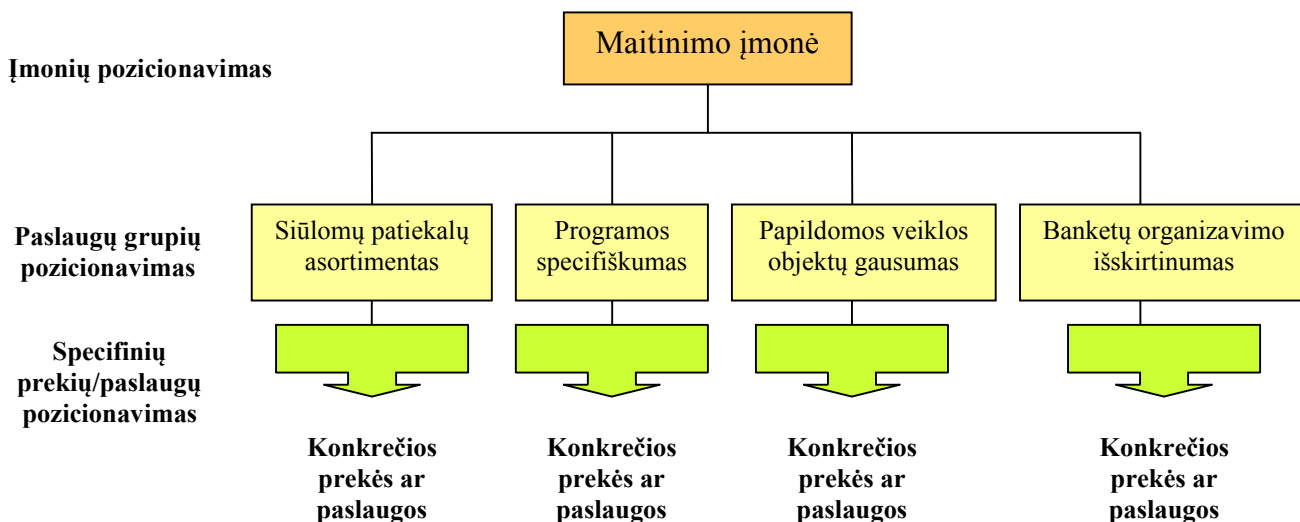 Maitinimo įmonė
Įmonių pozicionavimas
Paslaugų grupių
pozicionavimas
Siūlomų patiekalų
asortimentas
Programos
specifiškumas
Papildomos veiklos
objektų gausumas
Banketų organizavimo
išskirtinumas
Specifinių
prekių/paslaugų
pozicionavimas
Konkrečios
prekės ar
paslaugos
Konkrečios
prekės ar
paslaugos
Konkrečios
prekės ar
paslaugos
Konkrečios
prekės ar
paslaugos